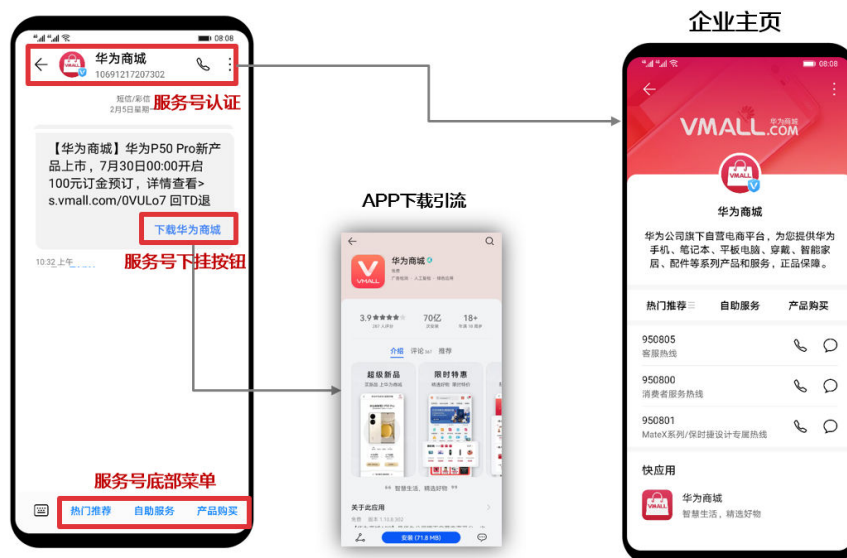 企业主页
08:08
华为商城
10691217207302
短信/彩信
服务号认证
2月5日星期一
【华为商城】华为P50 Pro新产
品上市，7月30日00:00开启
100元订金预订，详情查看>
s.vmall.com/0VULo7 回TD退
下载华为商城
10:32 上午
服务号下挂按钮
服务号底部菜单
热门推荐
自助服务
产品购买
APP下载引流
华为商城
VMALL
3.9★★★★
70亿
18+
介绍
评论
推荐
超级新品
限时特惠
智慧生活，精选好物
关于此应用
安装 (71.8 MB)
08:08
VMALL
华为商城
.COM
VMALL
华为商城
华为公司旗下自营电商平台，为您提供华为
手机、笔记本、平板电脑、穿戴、智能家
居、配件等系列产品和服务，正品保障。
热门推荐
自助服务
产品购买
950805
客服热线
950800
消费者服务热线
950801
MateX系列/保时捷设计专属热线
快应用
VMALL
华为商城
智慧生活，精选好物